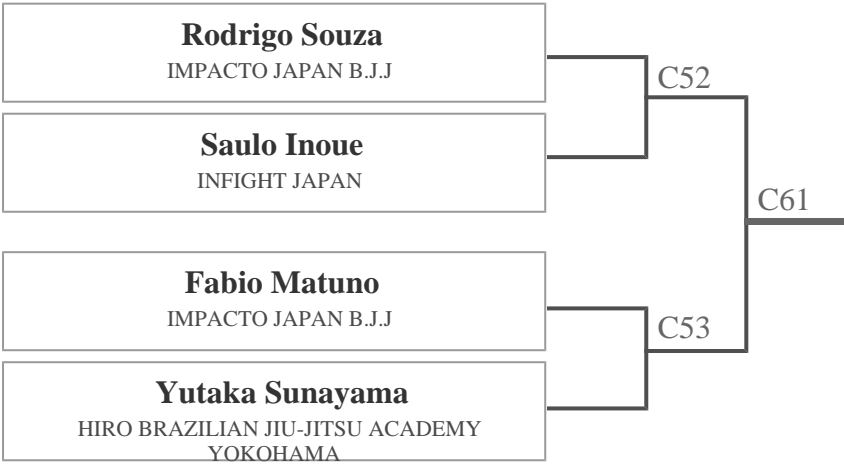 Rodrigo Souza
IMPACTO JAPAN B.J.J
C52
Saulo Inoue
INFIGHT JAPAN
C61
Fabio Matuno
IMPACTO JAPAN B.J.J
C53
Yutaka Sunayama
HIRO BRAZILIAN JIU-JITSU ACADEMY
YOKOHAMA